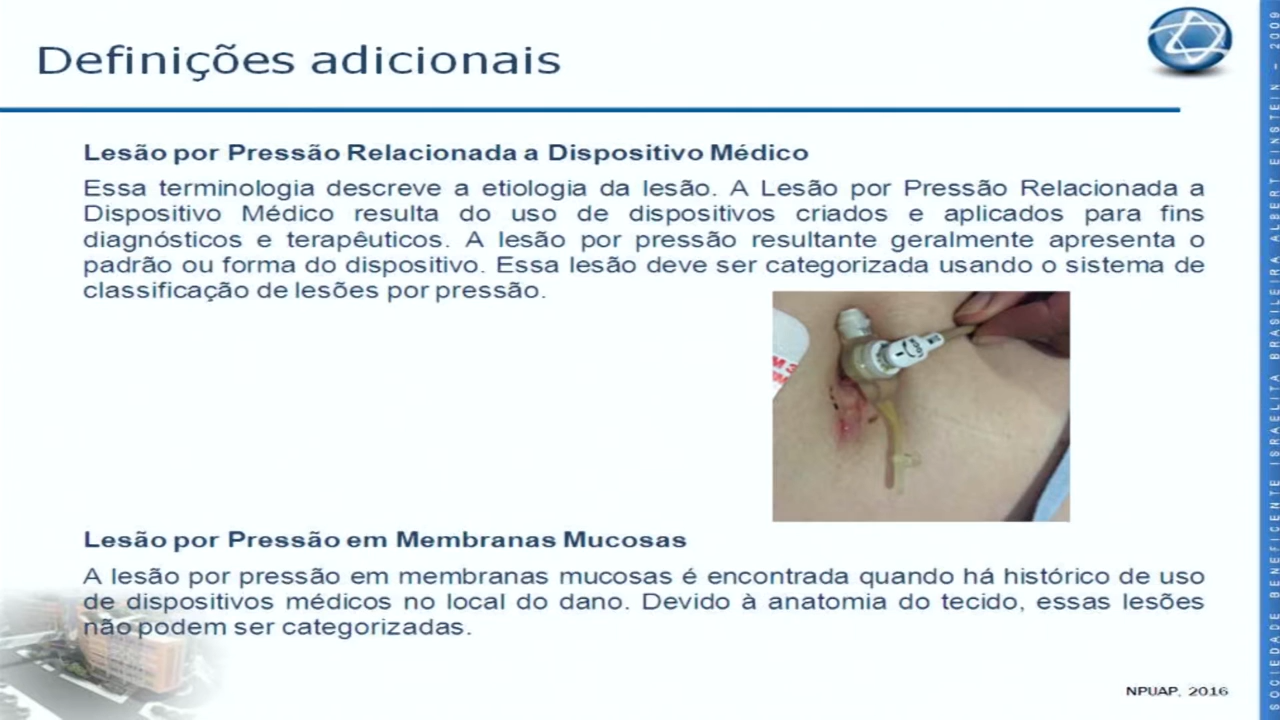 Definições adicionais
Lesão por Pressão Relacionada a Dispositivo Médico
Essa terminologia descreve a etiologia da lesão. A Lesão por Pressão Relacionada a
Dispositivo Médico resulta do uso de dispositivos criados e aplicados para fins
diagnósticos e terapêuticos. A lesão por pressão resultante geralmente apresenta o
padrão ou forma do dispositivo. Essa lesão deve ser categorizada usando o sistema de
classificação de lesões por pressão.
Lesão por Pressão em Membranas Mucosas
A lesão por pressão em membranas mucosas é encontrada quando há histórico de uso
de dispositivos médicos no local do dano. Devido à anatomia do tecido, essas lesões
não podem ser categorizadas.
NPUAP, 2016
SOCIEDADE BENEFICENTE ISRAELITA BRASILEIRA ALBERT EINSTEIN - 2009